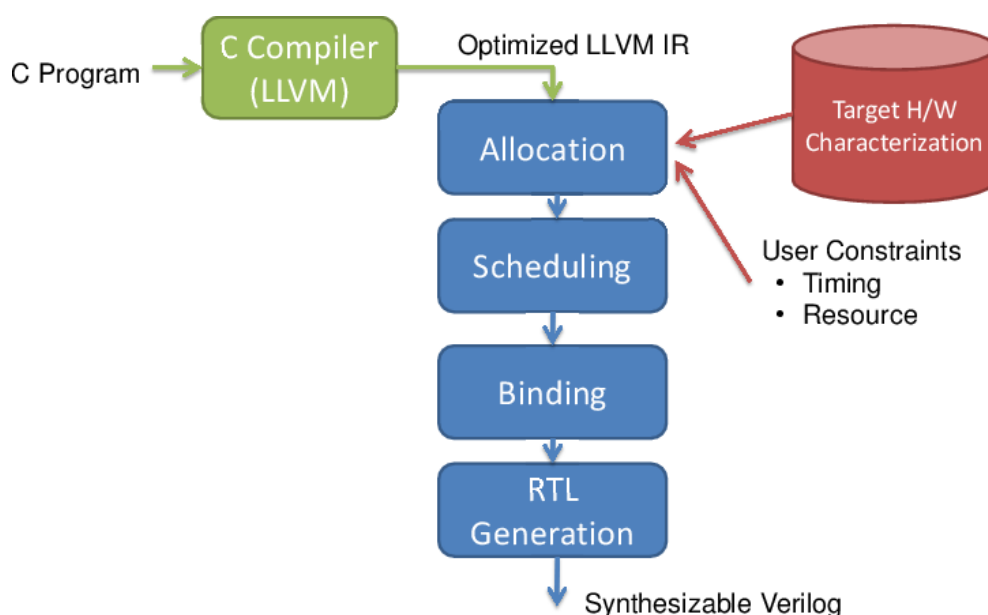 C Program
C Compiler
(LLVM)
Optimized LLVM IR
Target H/W
Characterization
Allocation
Scheduling
User Constraints
• Timing
• Resource
Binding
RTL
Generation
Synthesizable Verilog